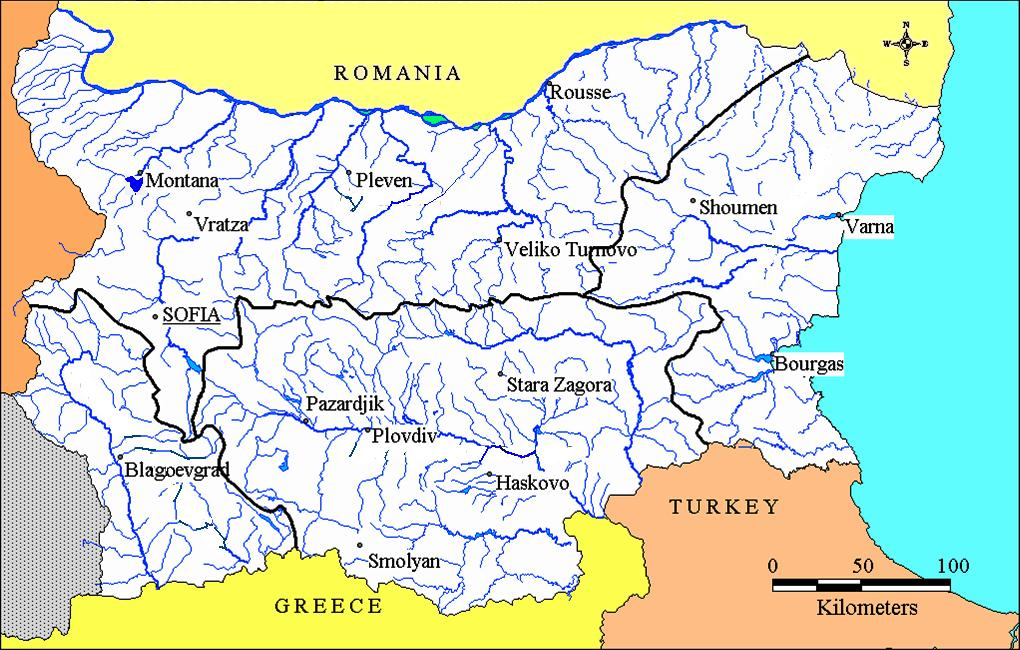 N
W E
S
ROMANIA
Rousse
Montana
Pleven
Vratza
Shoumen
Varna
Veliko Turnovo
SOFIA
Bourgas
Stara Zagora
Pazardjik
Plovdiv
Blagoevgrad
Haskovo
TURKEY
Smolyan
0 50 100
Kilometers
GREECE